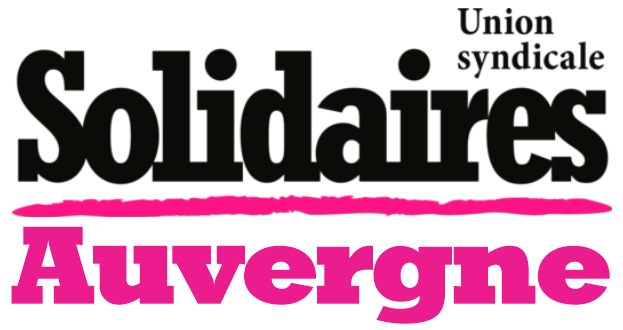 Union
syndicale
Solidaires
Auvergne